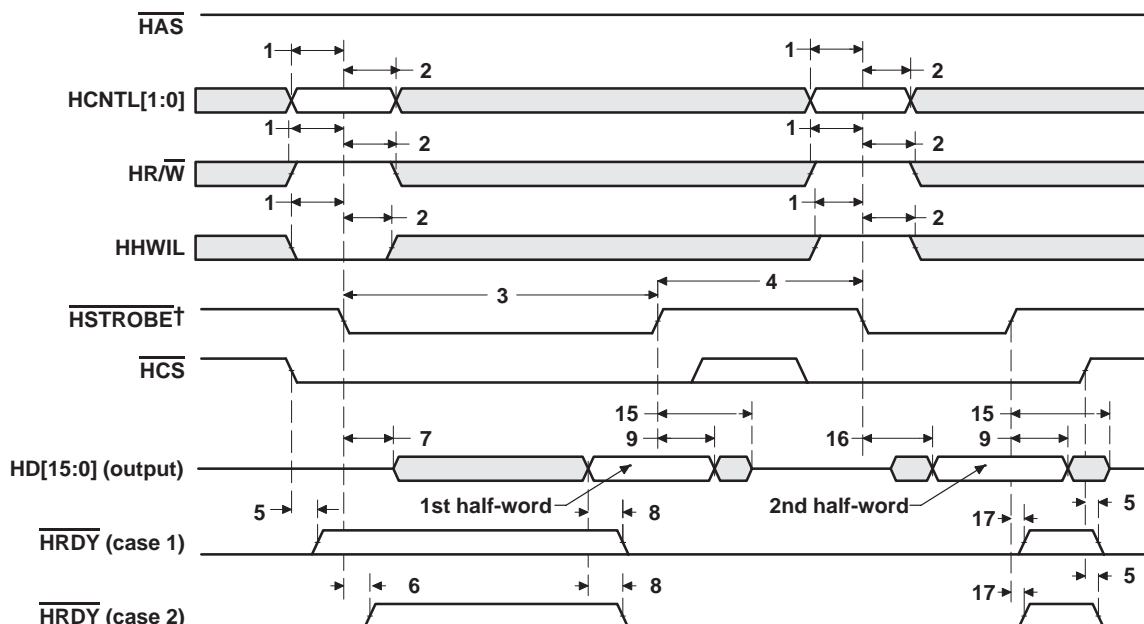 HAS
1
1
2
2
HCNTL[1:0]
1
1
2
2
HR/W
1
1
2
2
HHWIL
3
4
HSTROBE†
HCS
15
15
7
9
16
9
HD[15:0] (output)
1st half-word
2nd half-word
5
8
17
5
HRDY (case 1)
6
8
17
5
HRDY (case 2)